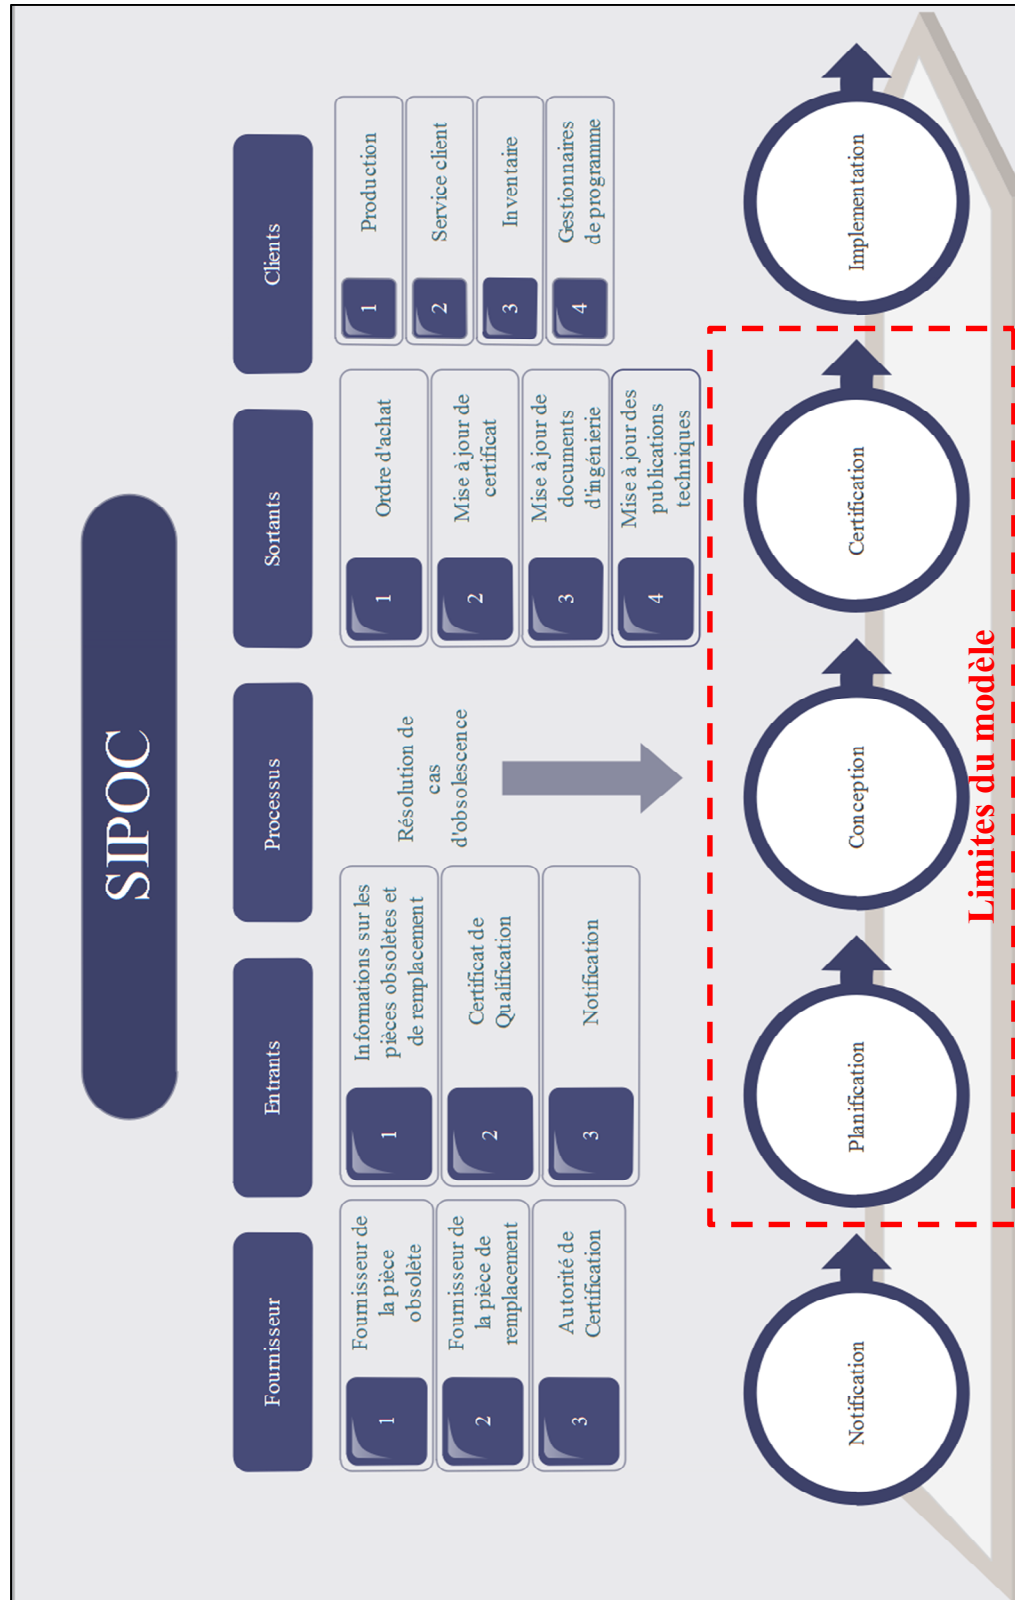 SIPOC
Fournisseur
Entrants
Processus
Sortants
Clients
1
Fournisseur de
la pièce
obsolète
2
Fournisseur de
la pièce de
remplacement
3
Autorité de
Certification
1
Informations sur les
pièces obsolètes et
de remplacement
2
Certificat de
Qualification
3
Notification
Résolution de
cas
d'obsolescence
1
Ordre d'achat
2
Mise à jour de
certificat
3
Mise à jour de
documents
d'ingénierie
4
Mise à jour des
publications
techniques
1
Production
2
Service client
3
Inventaire
4
Gestionnaires
de programme
Notification
Planification
Conception
Certification
Implementation
Limites du modèle